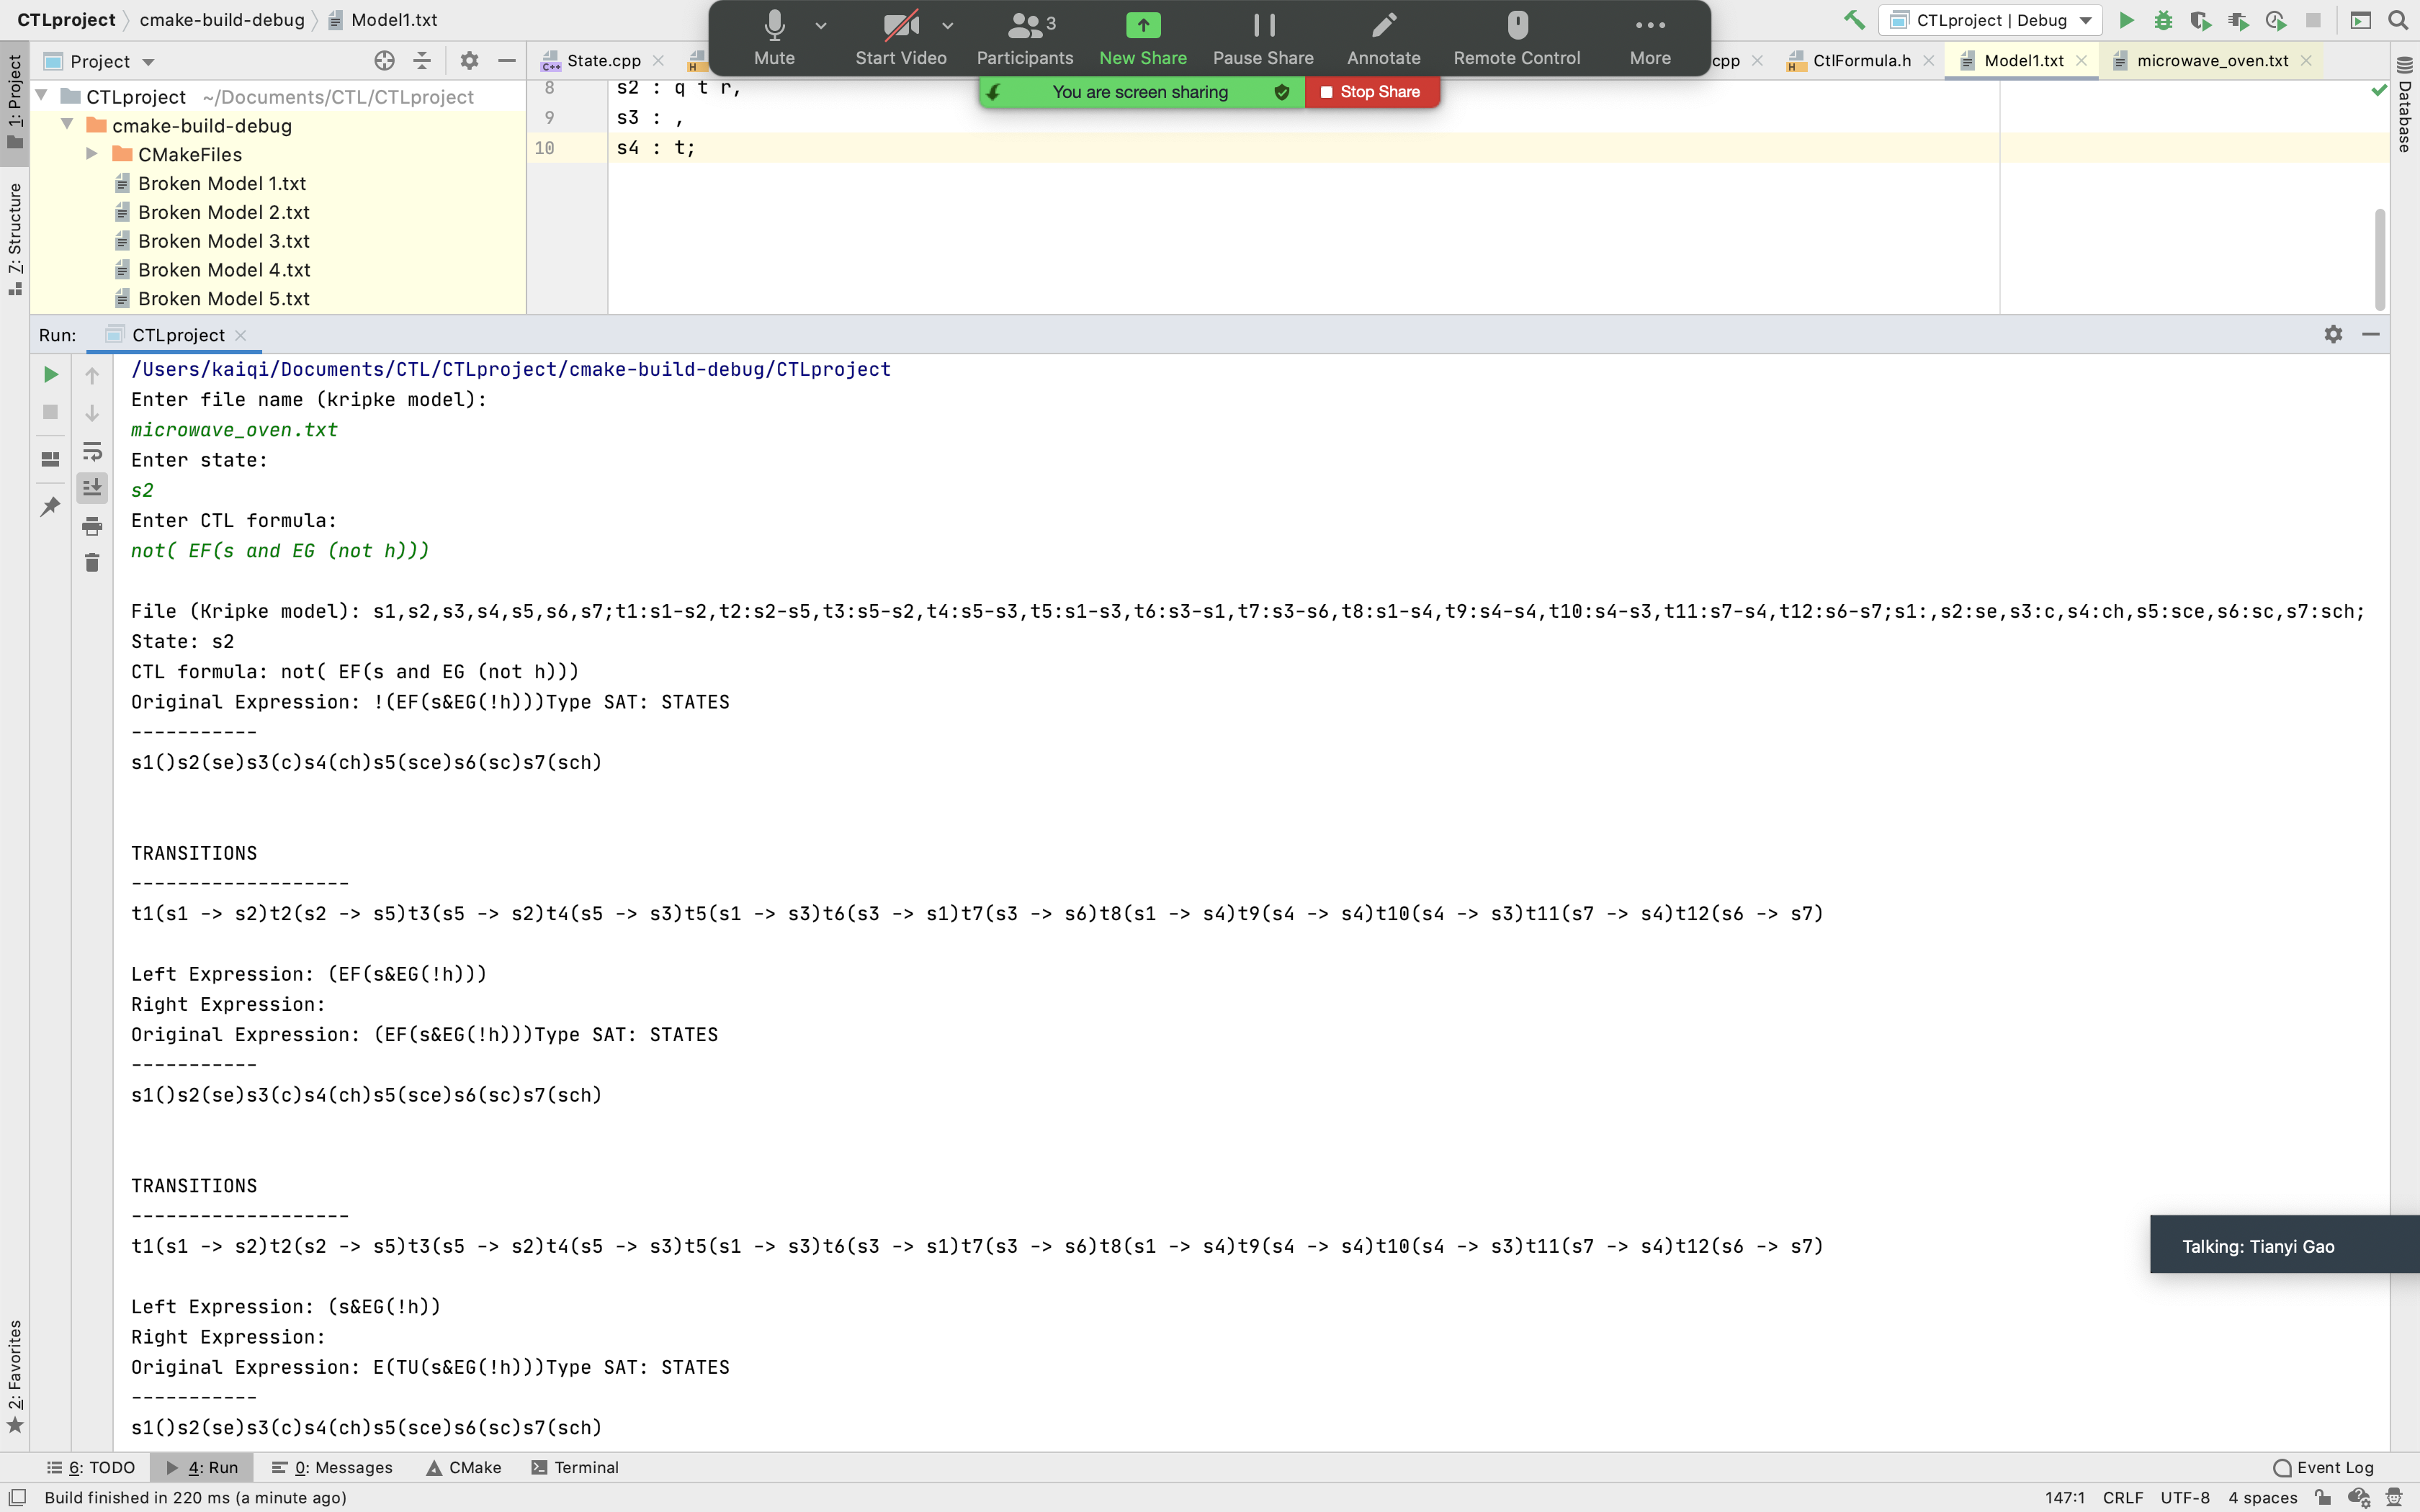 CTLproject cmake-build-debug Model1.txt
Mute Start Video Participants 3 New Share Pause Share Annotate Remote Control More
CTLproject | Debug
You are screen sharing Stop Share
Project
State.cpp cpp CtlFormula.h Model1.txt microwave_oven.txt
1: Project
Z: Structure
2: Favorites
Database
CTLproject ~/Documents/CTL/CTLproject
cmake-build-debug
CMakeFiles
Broken Model 1.txt
Broken Model 2.txt
Broken Model 3.txt
Broken Model 4.txt
Broken Model 5.txt
8 s2 : q t r,
9 s3 : ,
10 s4 : t;
Run: CTLproject
/Users/kaiqi/Documents/CTL/CTLproject/cmake-build-debug/CTLproject
Enter file name (kripke model):
microwave_oven.txt
Enter state:
s2
Enter CTL formula:
not( EF(s and EG (not h)))
File (Kripke model): s1,s2,s3,s4,s5,s6,s7;t1:s1-s2,t2:s2-s5,t3:s5-s2,t4:s5-s3,t5:s1-s3,t6:s3-s1,t7:s3-s6,t8:s1-s4,t9:s4-s4,t10:s4-s3,t11:s7-s4,t12:s6-s7;s1:,s2:se,s3:c,s4:ch,s5:sce,s6:sc,s7:sch;
State: s2
CTL formula: not( EF(s and EG (not h)))
Original Expression: !(EF(s&EG(!h)))Type SAT: STATES
-----------
s1()s2(se)s3(c)s4(ch)s5(sce)s6(sc)s7(sch)
TRANSITIONS
-------------------
t1(s1 -> s2)t2(s2 -> s5)t3(s5 -> s2)t4(s5 -> s3)t5(s1 -> s3)t6(s3 -> s1)t7(s3 -> s6)t8(s1 -> s4)t9(s4 -> s4)t10(s4 -> s3)t11(s7 -> s4)t12(s6 -> s7)
Left Expression: (EF(s&EG(!h)))
Right Expression:
Original Expression: (EF(s&EG(!h)))Type SAT: STATES
-----------
s1()s2(se)s3(c)s4(ch)s5(sce)s6(sc)s7(sch)
TRANSITIONS
-------------------
t1(s1 -> s2)t2(s2 -> s5)t3(s5 -> s2)t4(s5 -> s3)t5(s1 -> s3)t6(s3 -> s1)t7(s3 -> s6)t8(s1 -> s4)t9(s4 -> s4)t10(s4 -> s3)t11(s7 -> s4)t12(s6 -> s7)
Talking: Tianyi Gao
Left Expression: (s&EG(!h))
Right Expression:
Original Expression: E(TU(s&EG(!h)))Type SAT: STATES
-----------
s1()s2(se)s3(c)s4(ch)s5(sce)s6(sc)s7(sch)
6: TODO 4: Run 0: Messages CMake Terminal Event Log
Build finished in 220 ms (a minute ago) 147:1 CRLF UTF-8 4 spaces